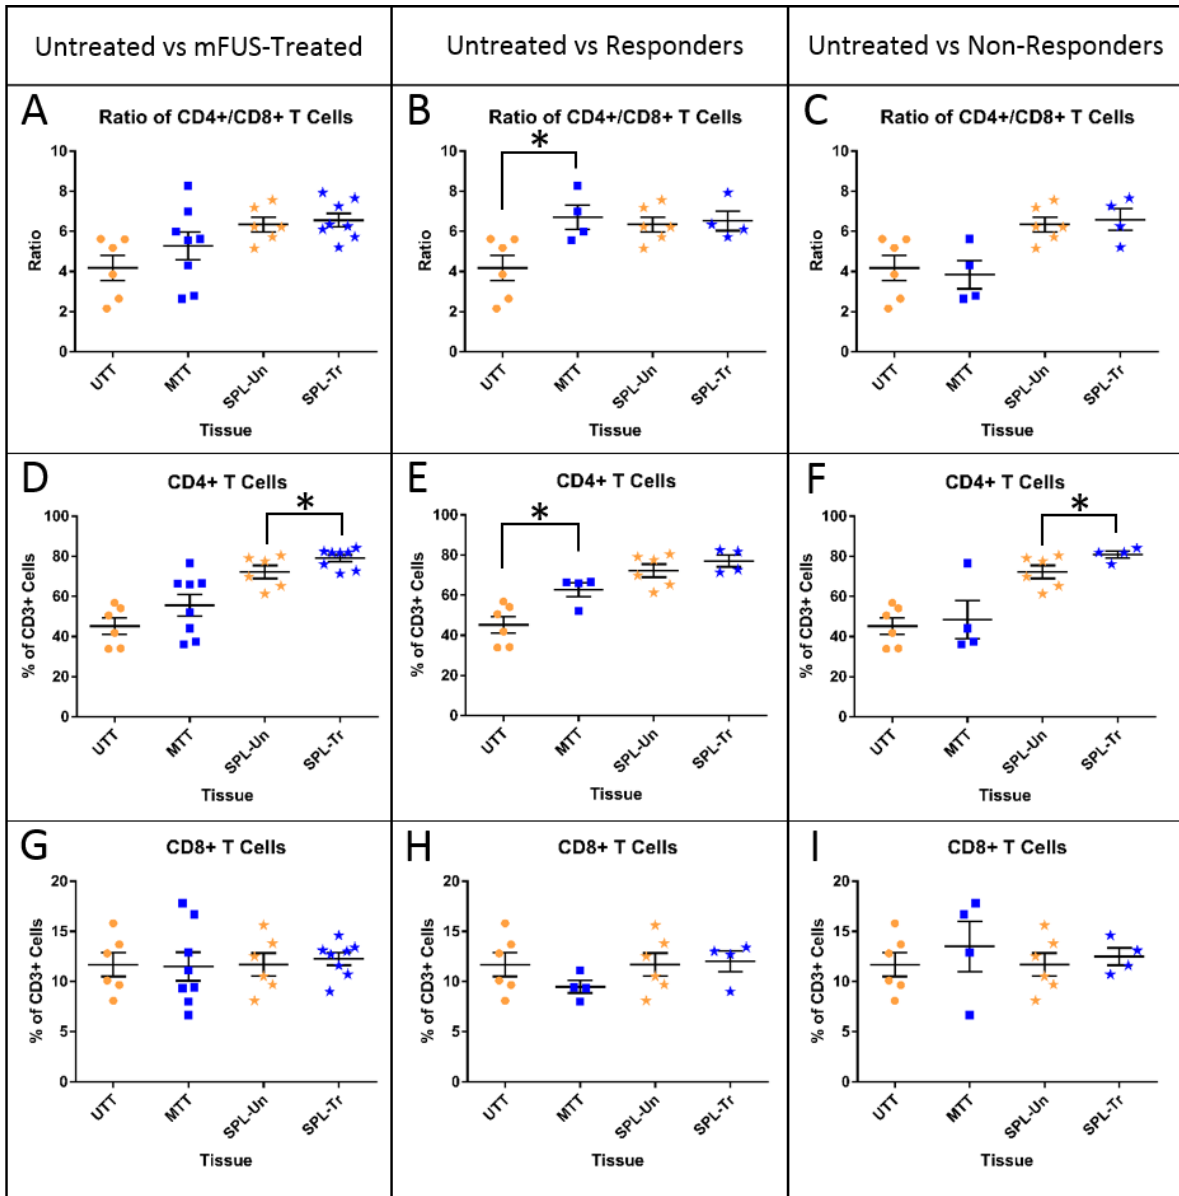 Untreated vs mFUS-Treated
Untreated vs Responders
Untreated vs Non-Responders
A
Ratio of CD4+/CD8+ T Cells
Ratio
8
6
4
2
0
UTT
MTT
SPL-Un
SPL-Tr
Tissue
B
Ratio of CD4+/CD8+ T Cells
*
Ratio
8
6
4
2
0
UTT
MTT
SPL-Un
SPL-Tr
Tissue
C
Ratio of CD4+/CD8+ T Cells
Ratio
10
8
6
4
2
0
UTT
MTT
SPL-Un
SPL-Tr
Tissue
D
CD4+ T Cells
*
% of CD3+ Cells
100
80
60
40
20
0
UTT
MTT
SPL-Un
SPL-Tr
Tissue
E
CD4+ T Cells
*
% of CD3+ Cells
100
80
60
40
20
0
UTT
MTT
SPL-Un
SPL-Tr
Tissue
F
CD4+ T Cells
*
% of CD3+ Cells
100
80
60
40
20
0
UTT
MTT
SPL-Un
SPL-Tr
Tissue
G
CD8+ T Cells
% of CD3+ Cells
20
15
10
5
0
UTT
MTT
SPL-Un
SPL-Tr
Tissue
H
CD8+ T Cells
% of CD3+ Cells
20
15
10
5
0
UTT
MTT
SPL-Un
SPL-Tr
Tissue
I
CD8+ T Cells
% of CD3+ Cells
20
15
10
5
0
UTT
MTT
SPL-Un
SPL-Tr
Tissue